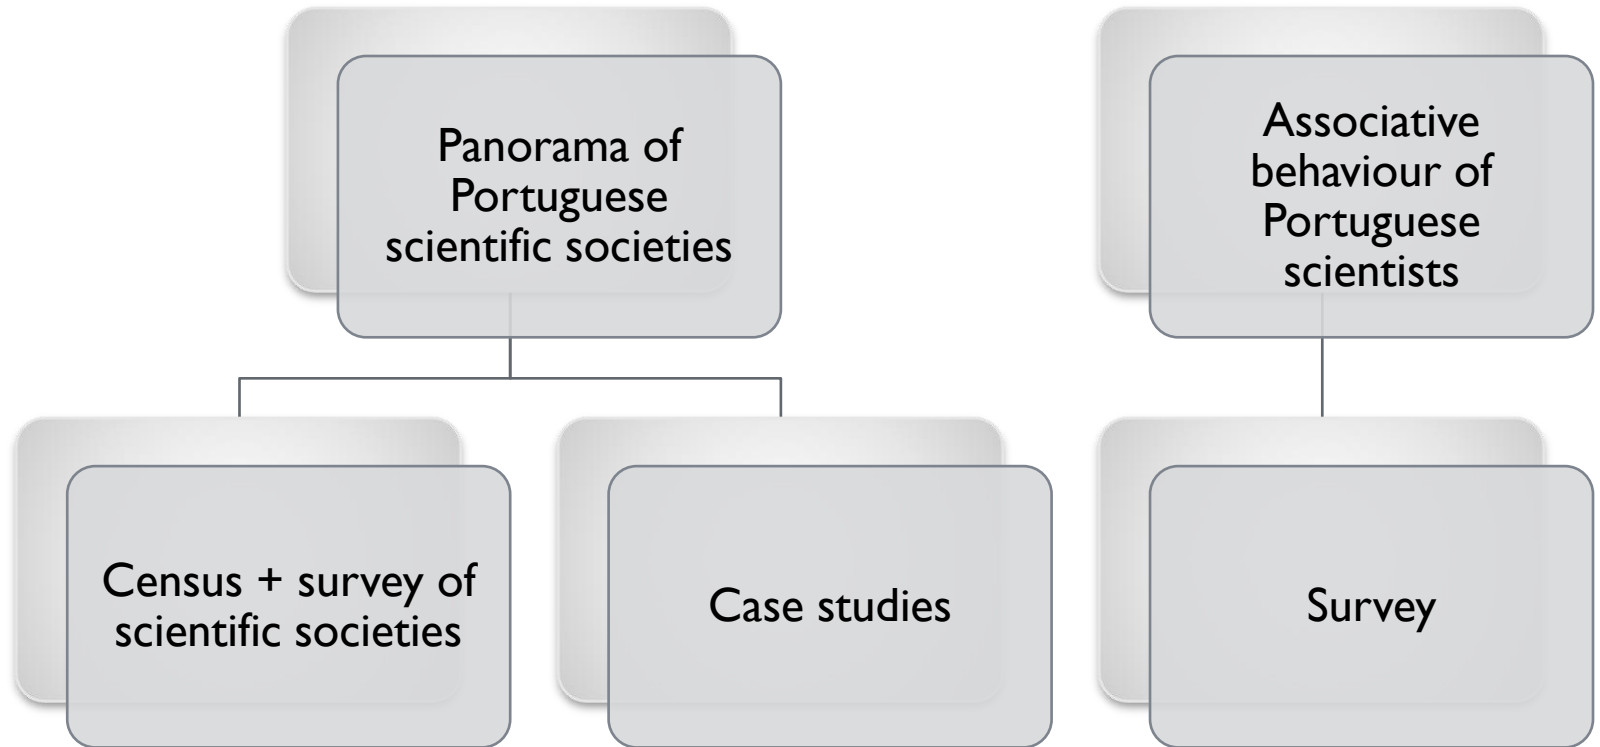 Panorama of
Portuguese
scientific societies
Associative
behaviour of
Portuguese
scientists
Census + survey of
scientific societies
Case studies
Survey